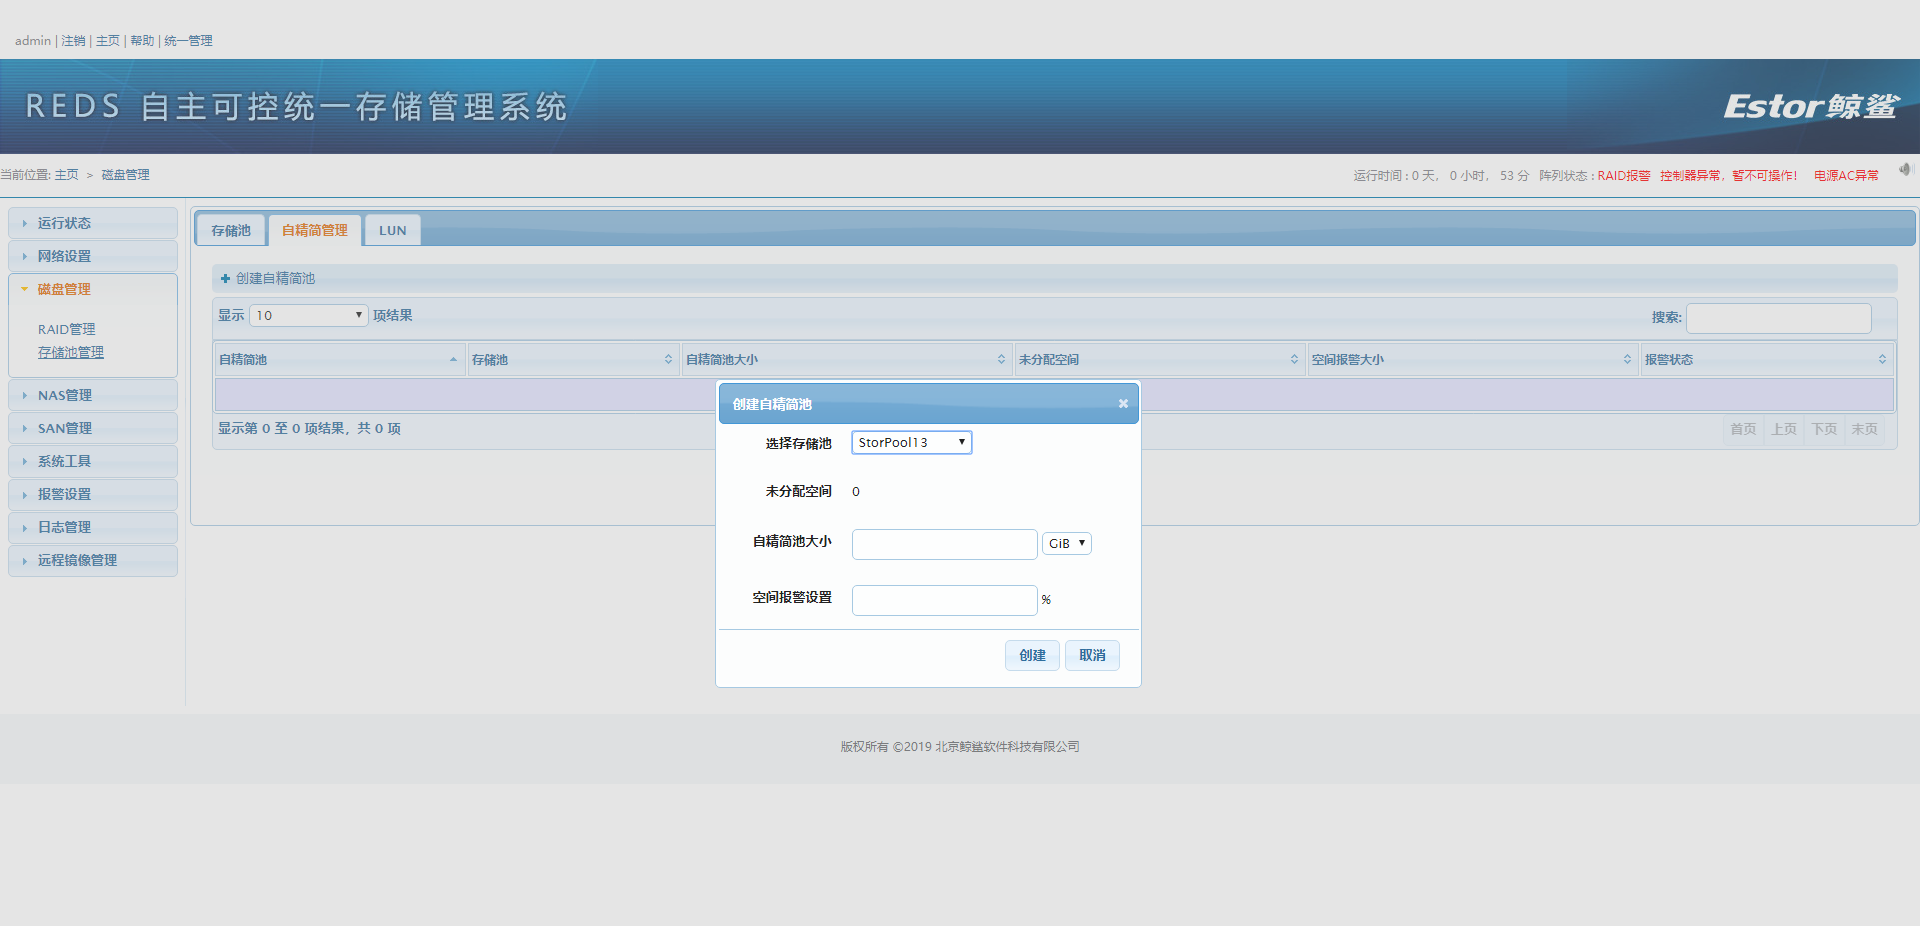 admin | 注销 | 主页 | 帮助 | 统一管理
REDS 自主可控统一存储管理系统
Estor鲸鲨
当前位置: 主页 > 磁盘管理
运行时间 : 0 天， 0 小时， 53 分 阵列状态 : RAID报警 控制器异常，暂不可操作! 电源AC异常
运行状态
网络设置
磁盘管理
RAID管理
存储池管理
NAS管理
SAN管理
系统工具
报警设置
日志管理
远程镜像管理
存储池 自精简管理 LUN
创建自精简池
显示 10 项结果
搜索:
自精简池 存储池 自精简池大小 未分配空间 空间报警大小 报警状态
显示第 0 至 0 项结果，共 0 项
首页 上页 下页 末页
创建自精简池
选择存储池 StorPool13
未分配空间 0
自精简池大小 GiB
空间报警设置 %
创建 取消
版权所有 ©2019 北京鲸鲨软件科技有限公司